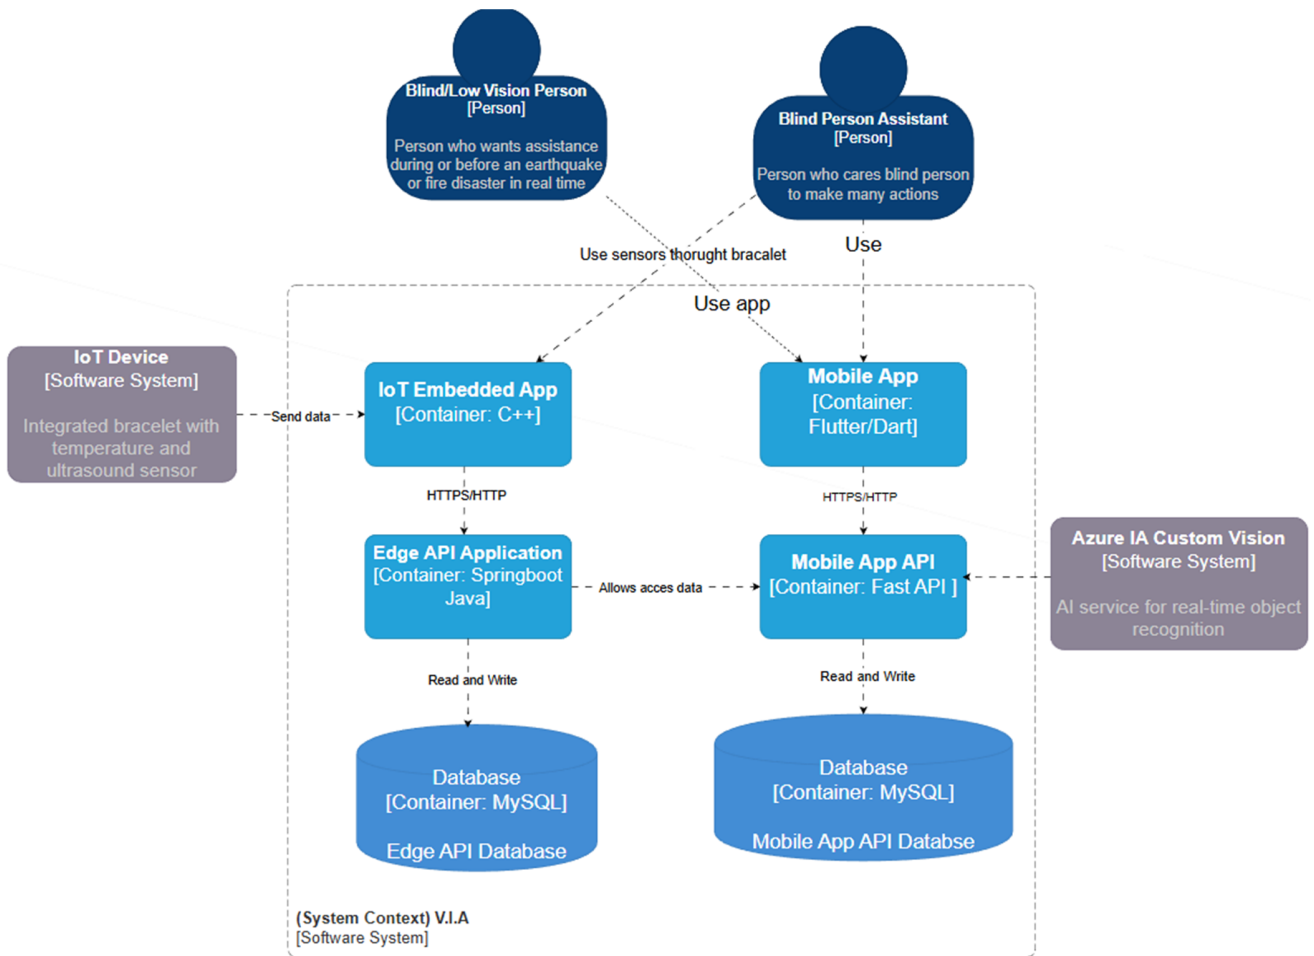 Blind/Low Vision Person
[Person]
Person who wants assistance
during or before an earthquake
or fire disaster in real time
Blind Person Assistant
[Person]
Person who cares blind person
to make many actions
Use
Use sensors thorught bracalet
Use app
IoT Device
[Software System]
Integrated bracelet with
temperature and
ultrasound sensor
Send data
IoT Embedded App
[Container: C++]
Mobile App
[Container:
Flutter/Dart]
HTTPS/HTTP
HTTPS/HTTP
Edge API Application
[Container: Springboot
Java]
Allows acces data
Mobile App API
[Container: Fast API ]
Azure IA Custom Vision
[Software System]
AI service for real-time object
recognition
Read and Write
Read and Write
Database
[Container: MySQL]
Edge API Database
Database
[Container: MySQL]
Mobile App API Databse
(System Context) V.I.A
[Software System]